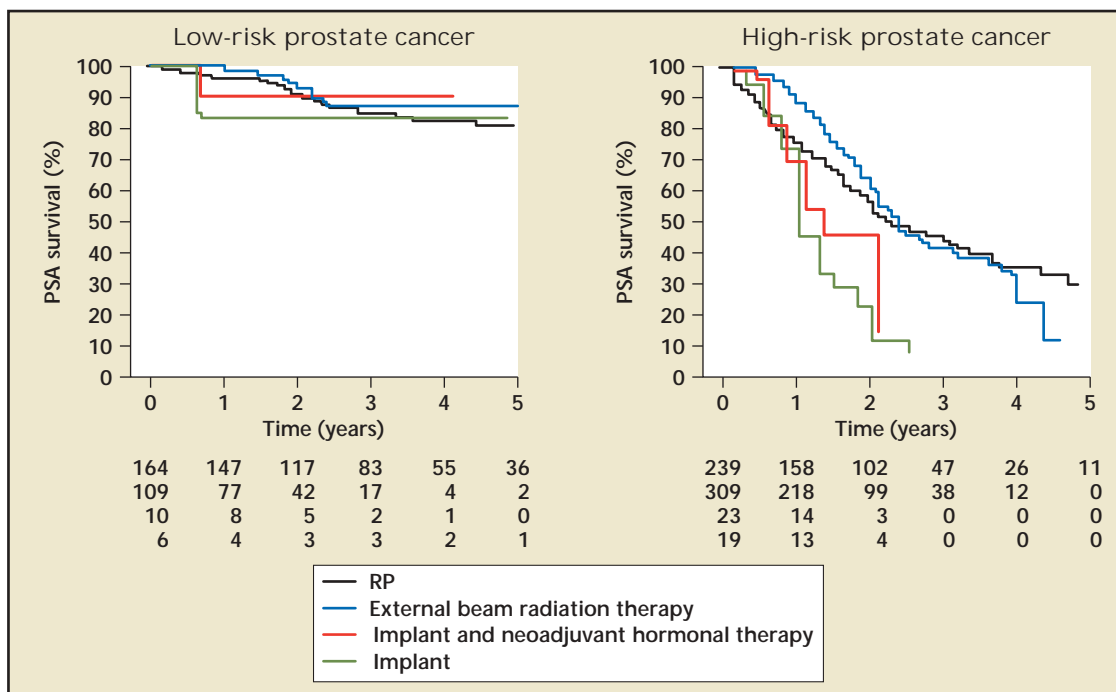 Low-risk prostate cancer
100
90
80
70
60
50
40
30
20
10
0
PSA survival (%)
0 1 2 3 4 5
Time (years)
164 147 117 83 55 36
109 77 42 17 4 2
10 8 5 2 1 0
6 4 3 3 2 1
High-risk prostate cancer
100
90
80
70
60
50
40
30
20
10
0
PSA survival (%)
0 1 2 3 4 5
Time (years)
239 158 102 47 26 11
309 218 99 38 12 0
23 14 3 0 0 0
19 13 4 0 0 0
RP
External beam radiation therapy
Implant and neoadjuvant hormonal therapy
Implant